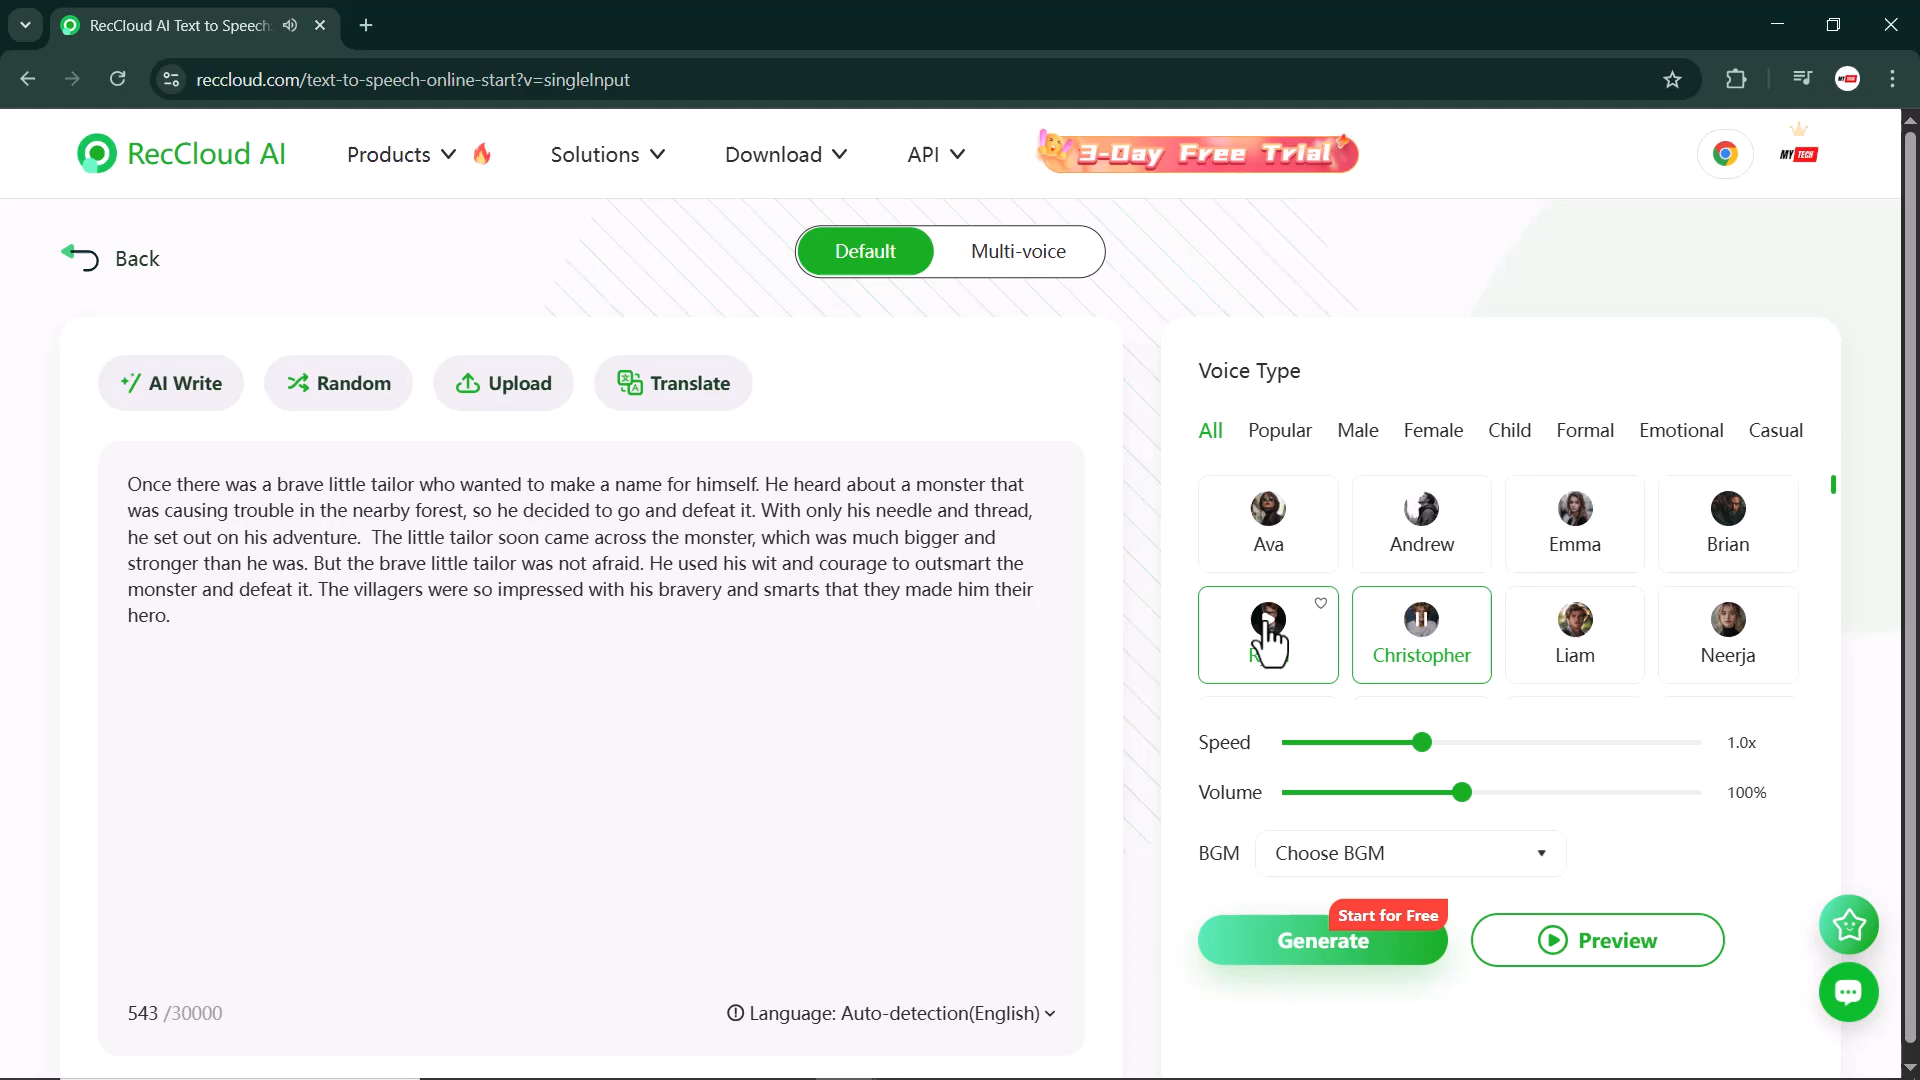 RecCloud AI Text to Speech:
reccloud.com/text-to-speech-online-start?v=singleInput
RecCloud AI
Products
Solutions
Download
API
3-Day Free Trial
MY TECH
Back
Default
Multi-voice
AI Write
Random
Upload
Translate
Once there was a brave little tailor who wanted to make a name for himself. He heard about a monster that
was causing trouble in the nearby forest, so he decided to go and defeat it. With only his needle and thread,
he set out on his adventure.  The little tailor soon came across the monster, which was much bigger and
stronger than he was. But the brave little tailor was not afraid. He used his wit and courage to outsmart the
monster and defeat it. The villagers were so impressed with his bravery and smarts that they made him their
hero.
543 /30000
Language: Auto-detection(English)
Voice Type
All Popular Male Female Child Formal Emotional Casual
Ava
Andrew
Emma
Brian
Christopher
Liam
Neerja
Speed 1.0x
Volume 100%
BGM Choose BGM
Start for Free
Generate
Preview